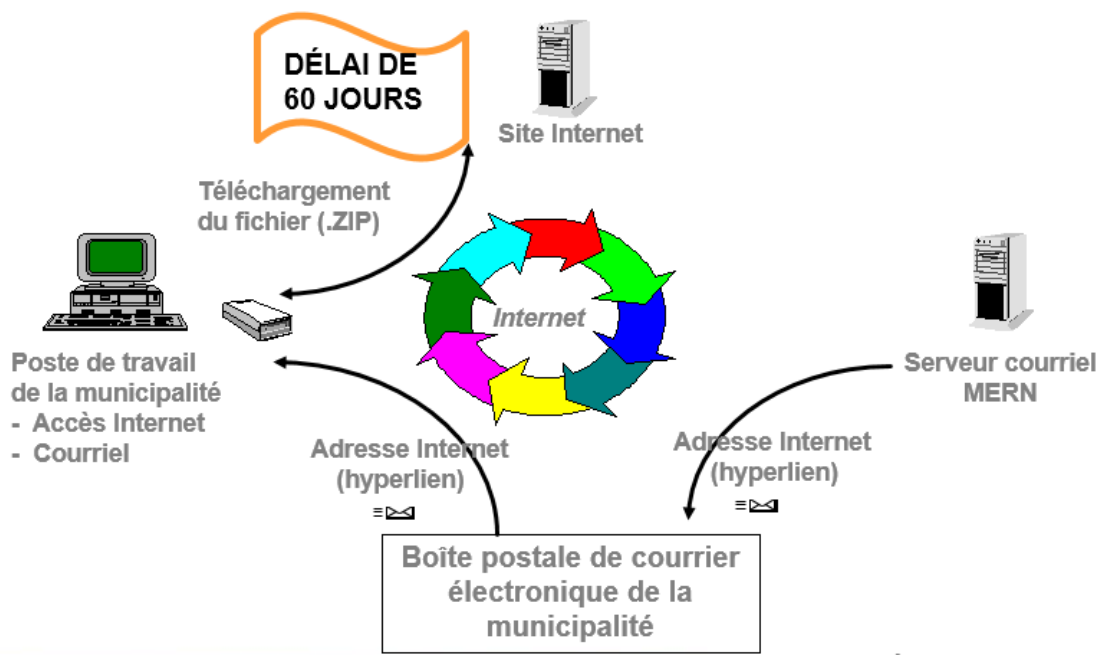 DÉLAI DE
60 JOURS
Site Internet
Téléchargement
du fichier (.ZIP)
Internet
Poste de travail
de la municipalité
- Accès Internet
- Courriel
Serveur courriel
MERN
Adresse Internet
(hyperlien)
Adresse Internet
(hyperlien)
Boîte postale de courrier
électronique de la
municipalité